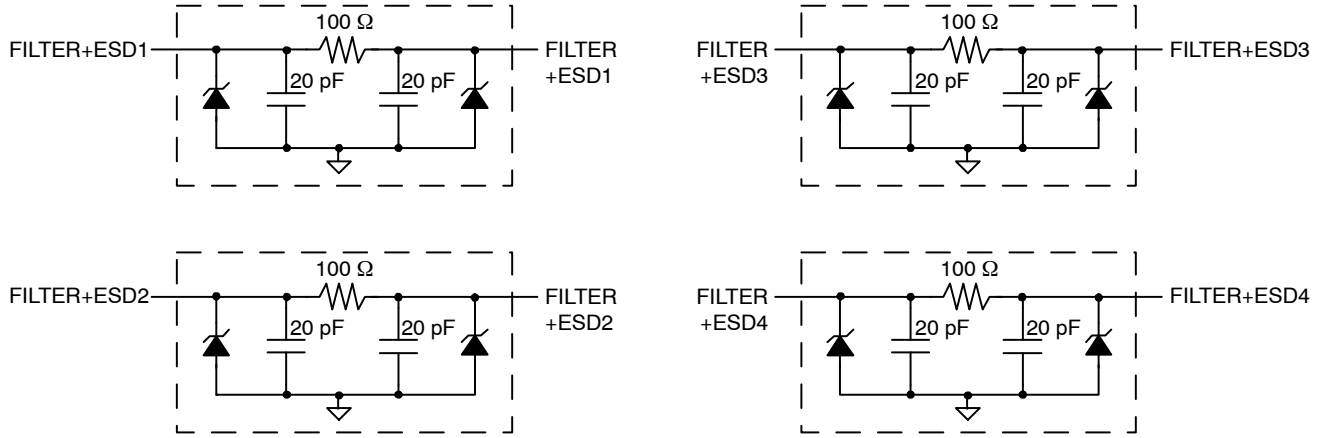 100 Ω
FILTER+ESD1
20 pF
20 pF
FILTER
+ESD1
100 Ω
FILTER
+ESD3
20 pF
20 pF
FILTER+ESD3
100 Ω
FILTER+ESD2
20 pF
20 pF
FILTER
+ESD2
100 Ω
FILTER
+ESD4
20 pF
20 pF
FILTER+ESD4